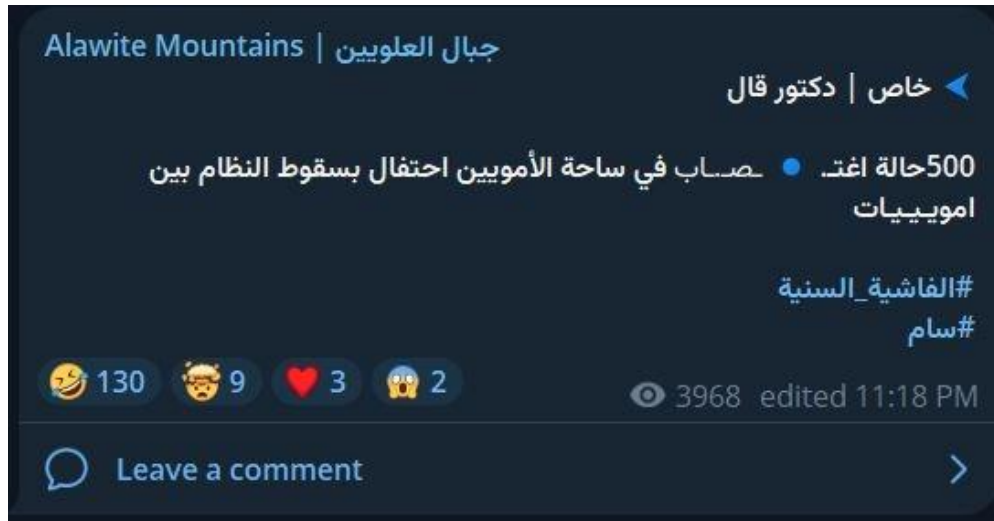 Alawite Mountains | جبال العلويين
خاص | دكتور قال
500حالة اغتـ. ـصـاب في ساحة الأمويين احتفال بسقوط النظام بين
امويـيـيـات
#الفاشية_السنية
#سام
130 9 3 2
3968 edited 11:18 PM
Leave a comment